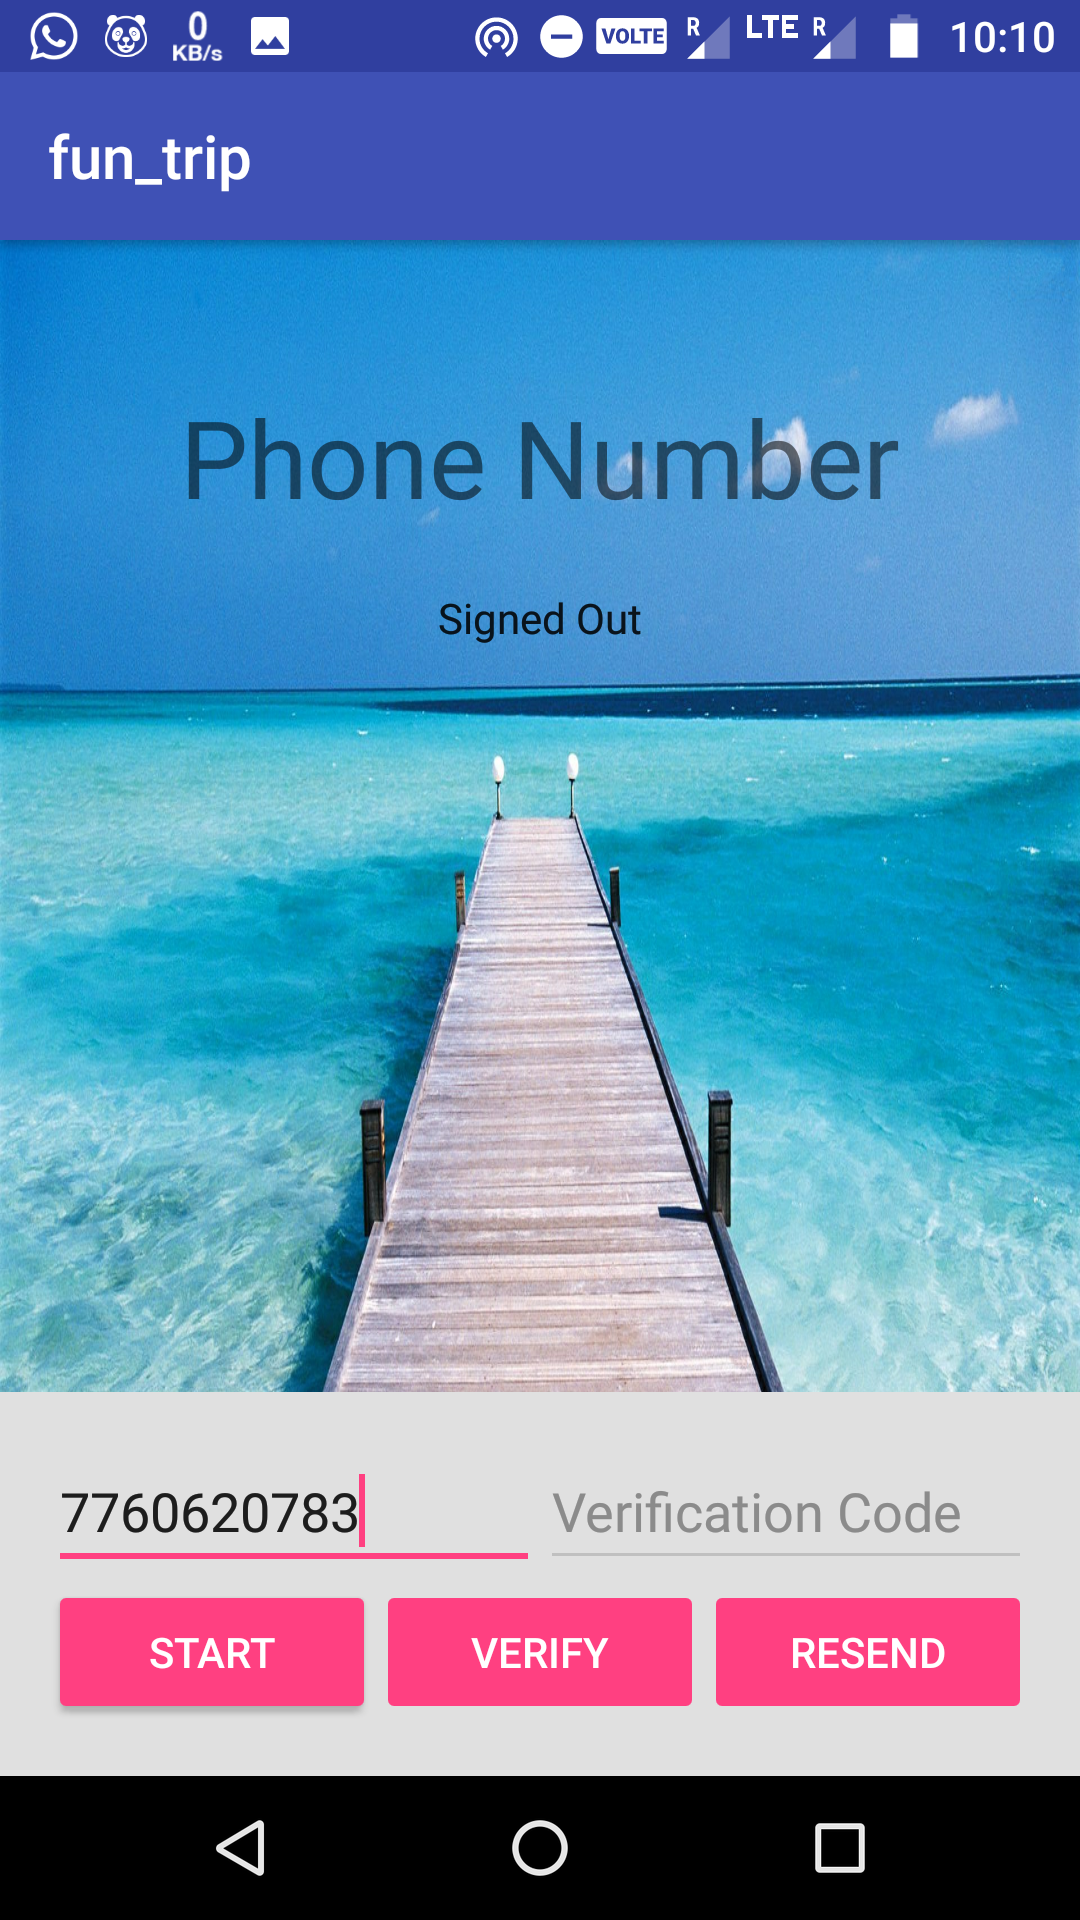 0
KB/s
VOLTE
R
LTE
R
10:10
fun_trip
Phone Number
Signed Out
7760620783
Verification Code
START
VERIFY
RESEND